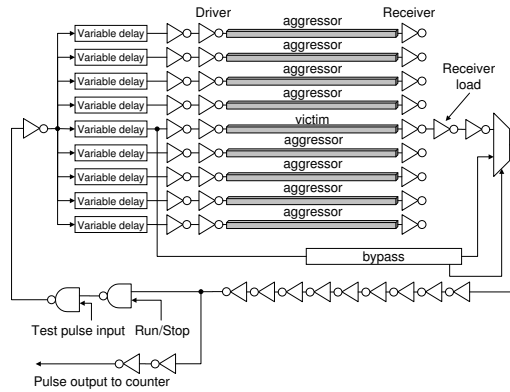 Driver
Receiver
Variable delay
aggressor
Variable delay
aggressor
Variable delay
aggressor
Variable delay
aggressor
Receiver
load
Variable delay
victim
Variable delay
aggressor
Variable delay
aggressor
Variable delay
aggressor
Variable delay
aggressor
bypass
Test pulse input
Run/Stop
Pulse output to counter